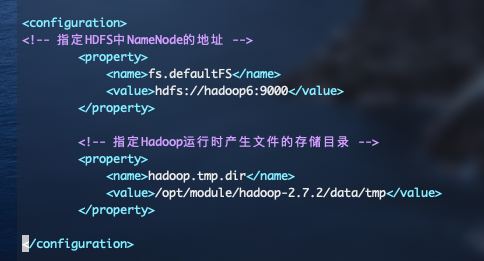 <configuration>
<!-- 指定HDFS中NameNode的地址 -->
<property>
<name>fs.defaultFS</name>
<value>hdfs://hadoop6:9000</value>
</property>
<!-- 指定Hadoop运行时产生文件的存储目录 -->
<property>
<name>hadoop.tmp.dir</name>
<value>/opt/module/hadoop-2.7.2/data/tmp</value>
</property>
</configuration>